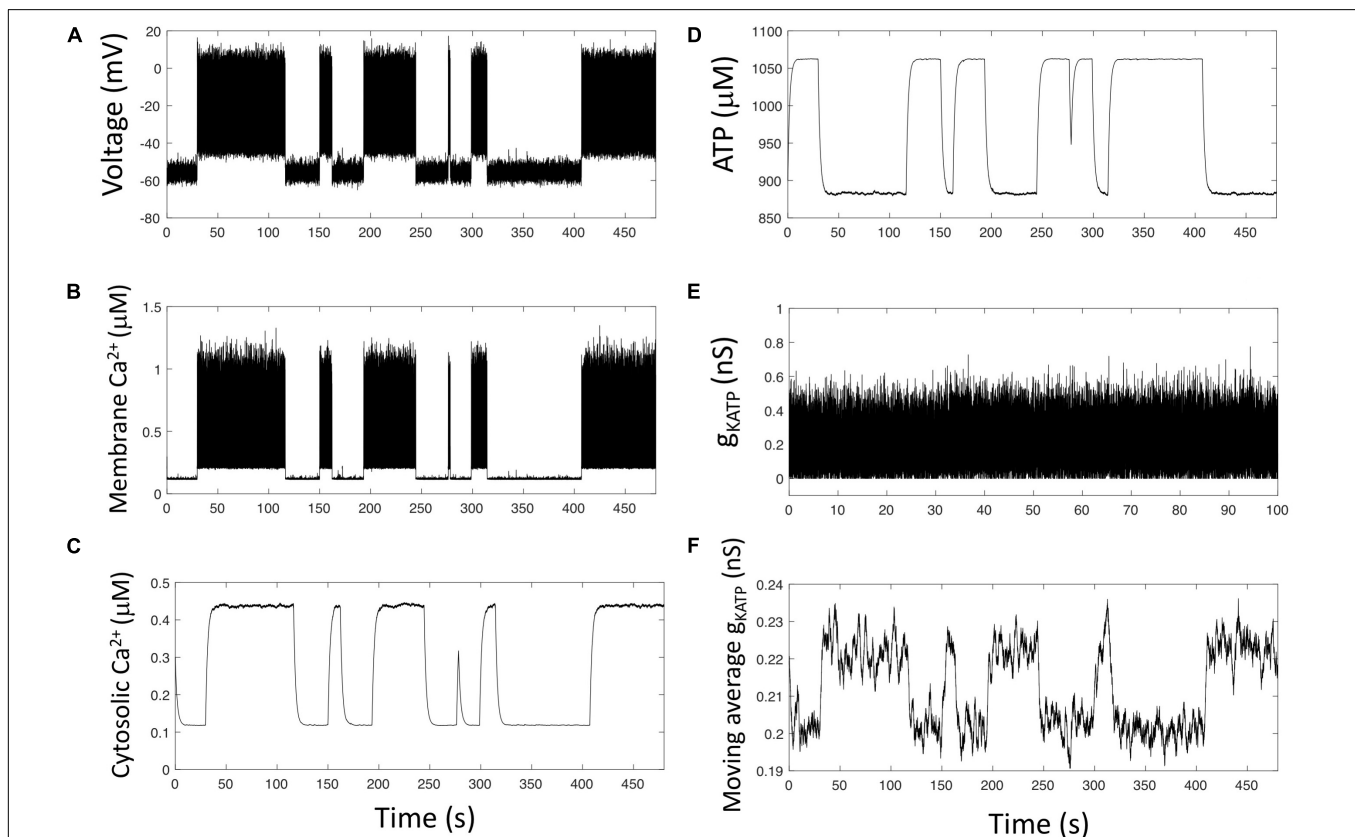 A
Voltage (mV)
20
0
-20
-40
-60
-80
0 50 100 150 200 250 300 350 400 450
B
Membrane Ca²⁺ (μM)
1.5
1
0.5
0
0 50 100 150 200 250 300 350 400 450
C
Cytosolic Ca²⁺ (μM)
0.5
0.4
0.3
0.2
0.1
0
0 50 100 150 200 250 300 350 400 450
Time (s)
D
ATP (μM)
1100
1050
1000
950
900
850
0 50 100 150 200 250 300 350 400 450
E
gKATP (nS)
1
0.8
0.6
0.4
0.2
0
0 10 20 30 40 50 60 70 80 90 100
F
Moving average gKATP (nS)
0.24
0.23
0.22
0.21
0.2
0.19
0 50 100 150 200 250 300 350 400 450
Time (s)